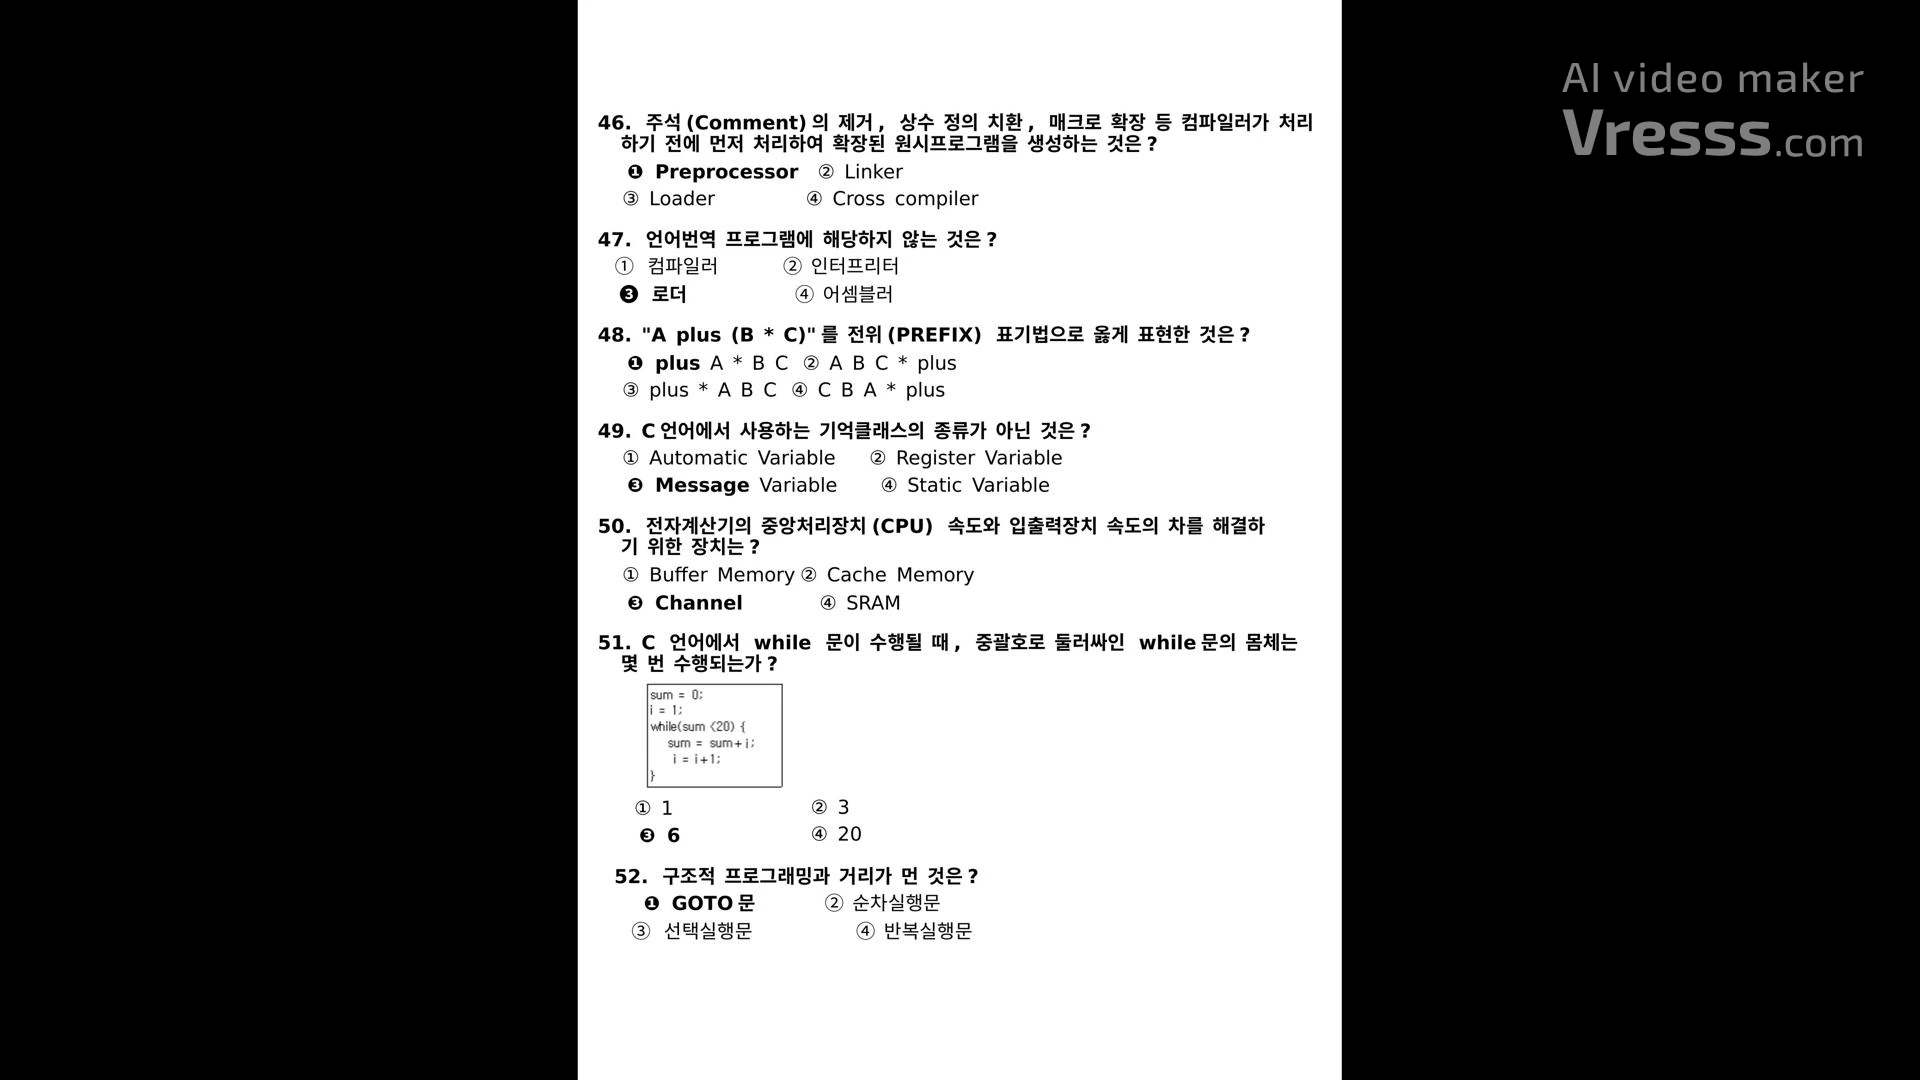 AI video maker
Vresss.com
46. 주석(Comment)의 제거, 상수 정의 치환, 매크로 확장 등 컴파일러가 처리
하기 전에 먼저 처리하여 확장된 원시프로그램을 생성하는 것은?
❶ Preprocessor ② Linker
③ Loader ④ Cross compiler
47. 언어번역 프로그램에 해당하지 않는 것은?
① 컴파일러 ② 인터프리터
❸ 로더 ④ 어셈블러
48. "A plus (B * C)"를 전위(PREFIX) 표기법으로 옳게 표현한 것은?
❶ plus A * B C ② A B C * plus
③ plus * A B C ④ C B A * plus
49. C언어에서 사용하는 기억클래스의 종류가 아닌 것은?
① Automatic Variable ② Register Variable
❸ Message Variable ④ Static Variable
50. 전자계산기의 중앙처리장치(CPU) 속도와 입출력장치 속도의 차를 해결하
기 위한 장치는?
① Buffer Memory ② Cache Memory
❸ Channel ④ SRAM
51. C 언어에서 while 문이 수행될 때, 중괄호로 둘러싸인 while문의 몸체는
몇 번 수행되는가?
sum = 0;
i = 1;
while(sum <20) {
sum = sum+i;
i = i+1;
}
① 1 ② 3
❸ 6 ④ 20
52. 구조적 프로그래밍과 거리가 먼 것은?
❶ GOTO문 ② 순차실행문
③ 선택실행문 ④ 반복실행문